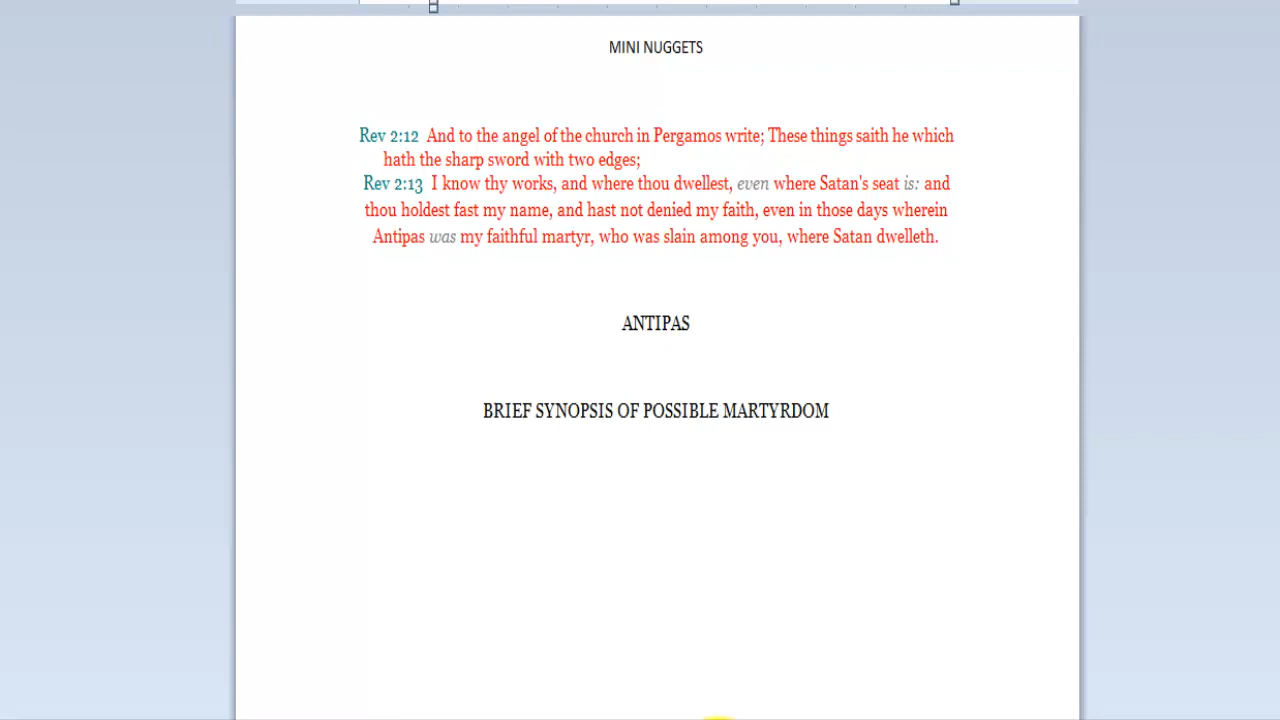 MINI NUGGETS
Rev 2:12 And to the angel of the church in Pergamos write; These things saith he which
hath the sharp sword with two edges;
Rev 2:13 I know thy works, and where thou dwellest, even where Satan's seat is: and
thou holdest fast my name, and hast not denied my faith, even in those days wherein
Antipas was my faithful martyr, who was slain among you, where Satan dwelleth.
ANTIPAS
BRIEF SYNOPSIS OF POSSIBLE MARTYRDOM